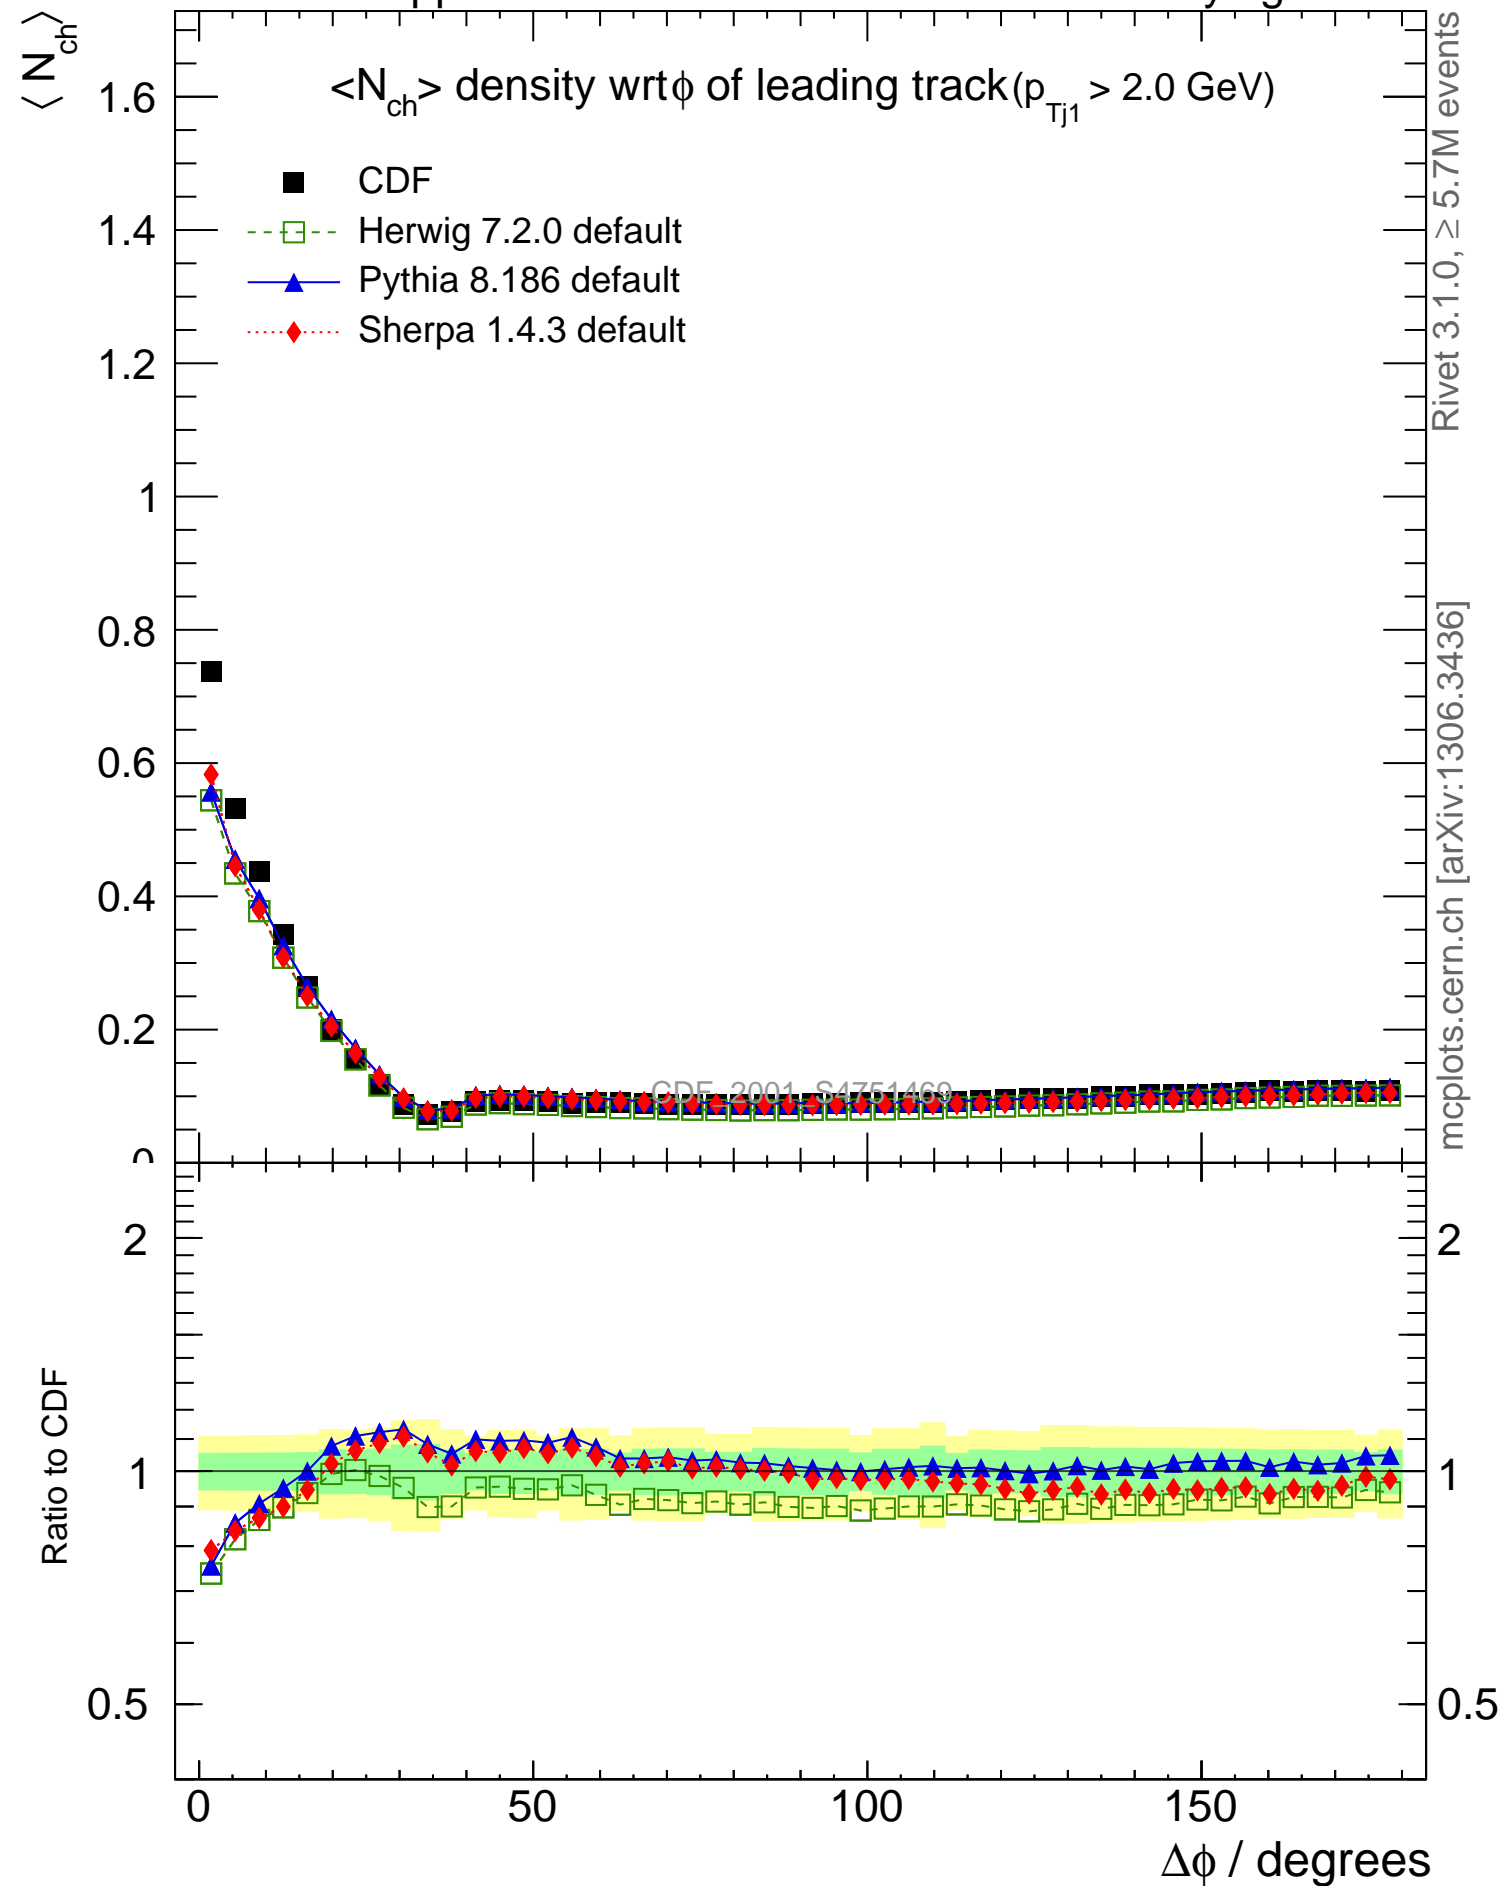 ⟨ N_ch ⟩
<N_ch> density wrt ϕ of leading track (p_Tj1 > 2.0 GeV)
CDF
Herwig 7.2.0 default
Pythia 8.186 default
Sherpa 1.4.3 default
1.6
1.4
1.2
1
0.8
0.6
0.4
0.2
0
CDF_2001_S4751469
Rivet 3.1.0, ≥ 5.7M events
mcplots.cern.ch [arXiv:1306.3436]
Ratio to CDF
2
1
0.5
2
1
0.5
0 50 100 150
Δϕ / degrees